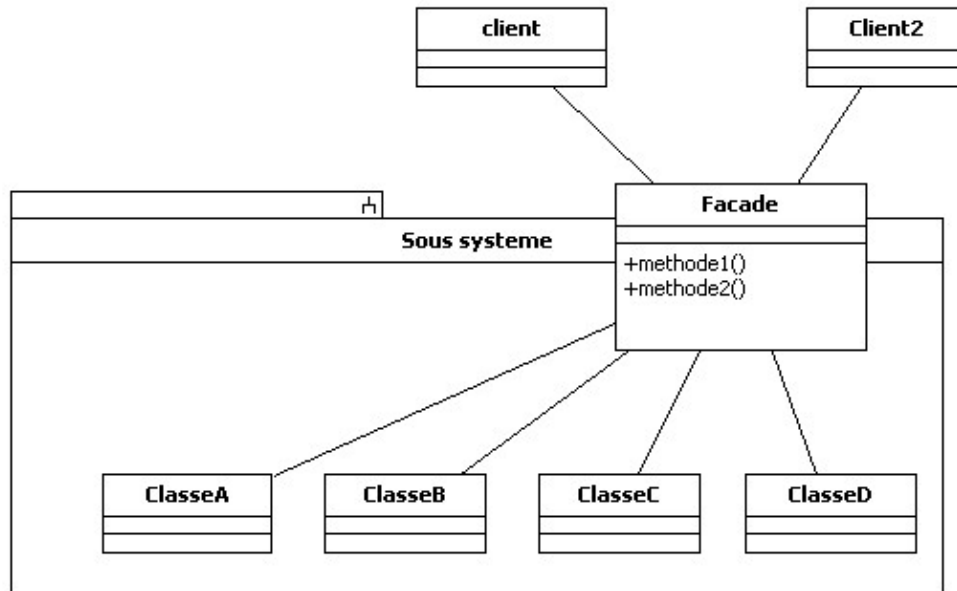 client
Client2
Facade
Sous systeme
+methode1()
+methode2()
ClasseA
ClasseB
ClasseC
ClasseD